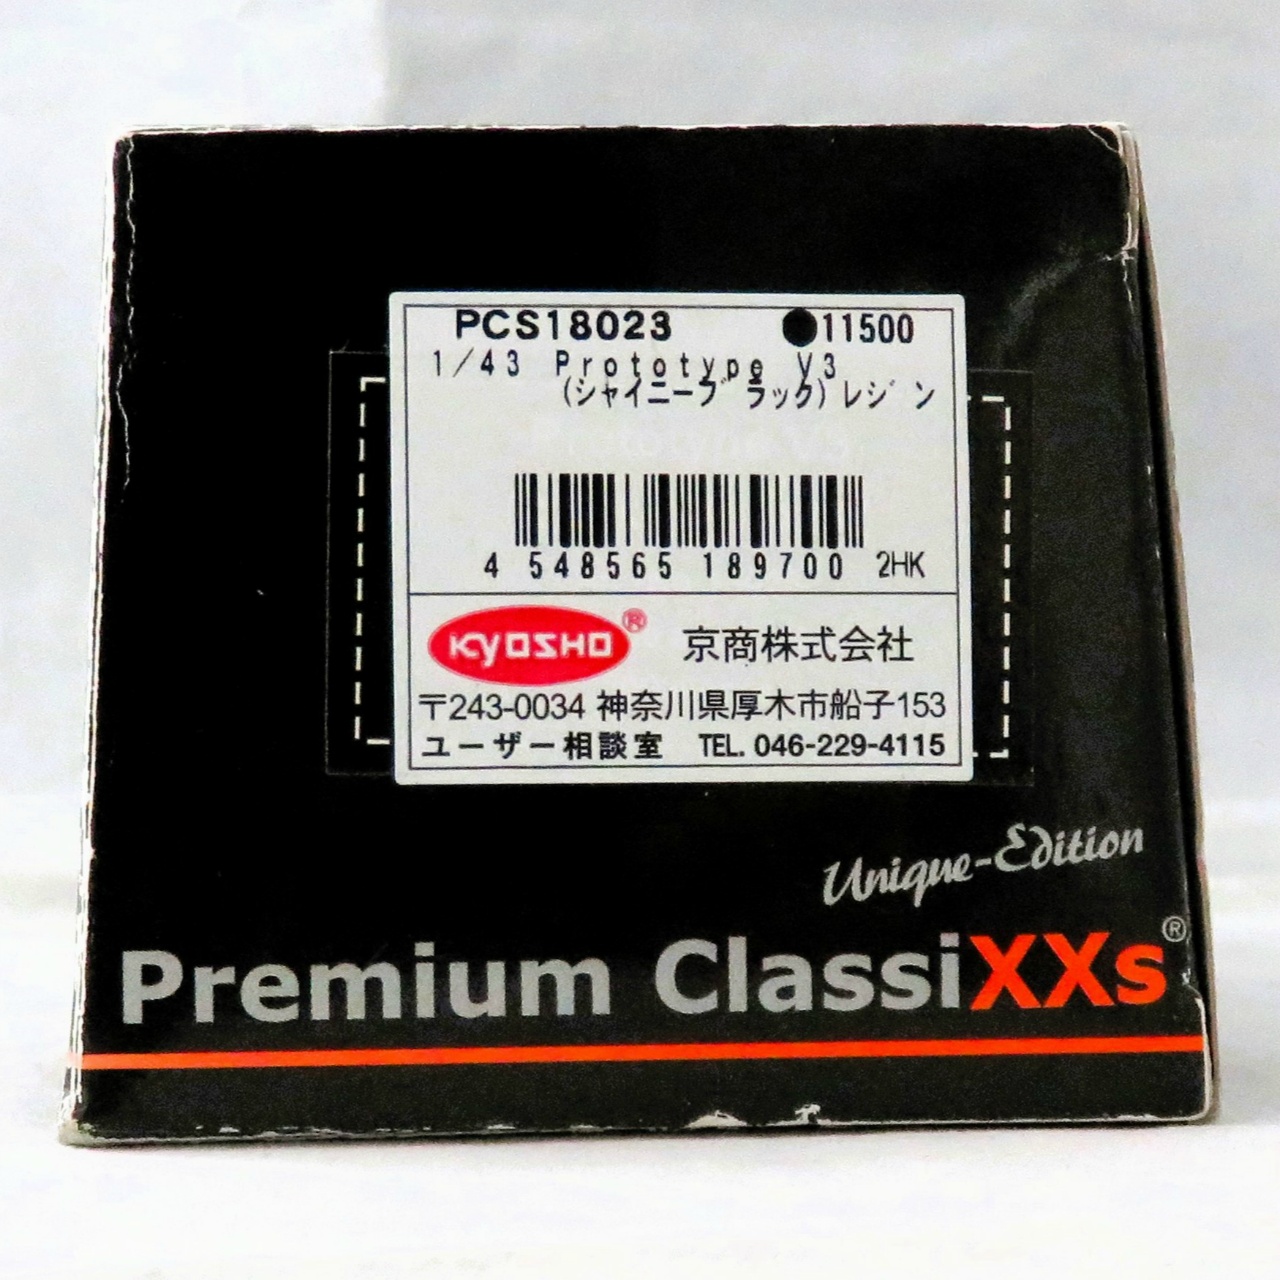 PCS18023 ●11500
1/43 Prototype V3
(シャイニーブラック)レジン
Prototype V3
4 548565 189700 2HK
KYOSHO® 京商株式会社
〒243-0034 神奈川県厚木市船子153
ユーザー相談室 TEL. 046-229-4115
Unique-Edition
Premium ClassiXXs®